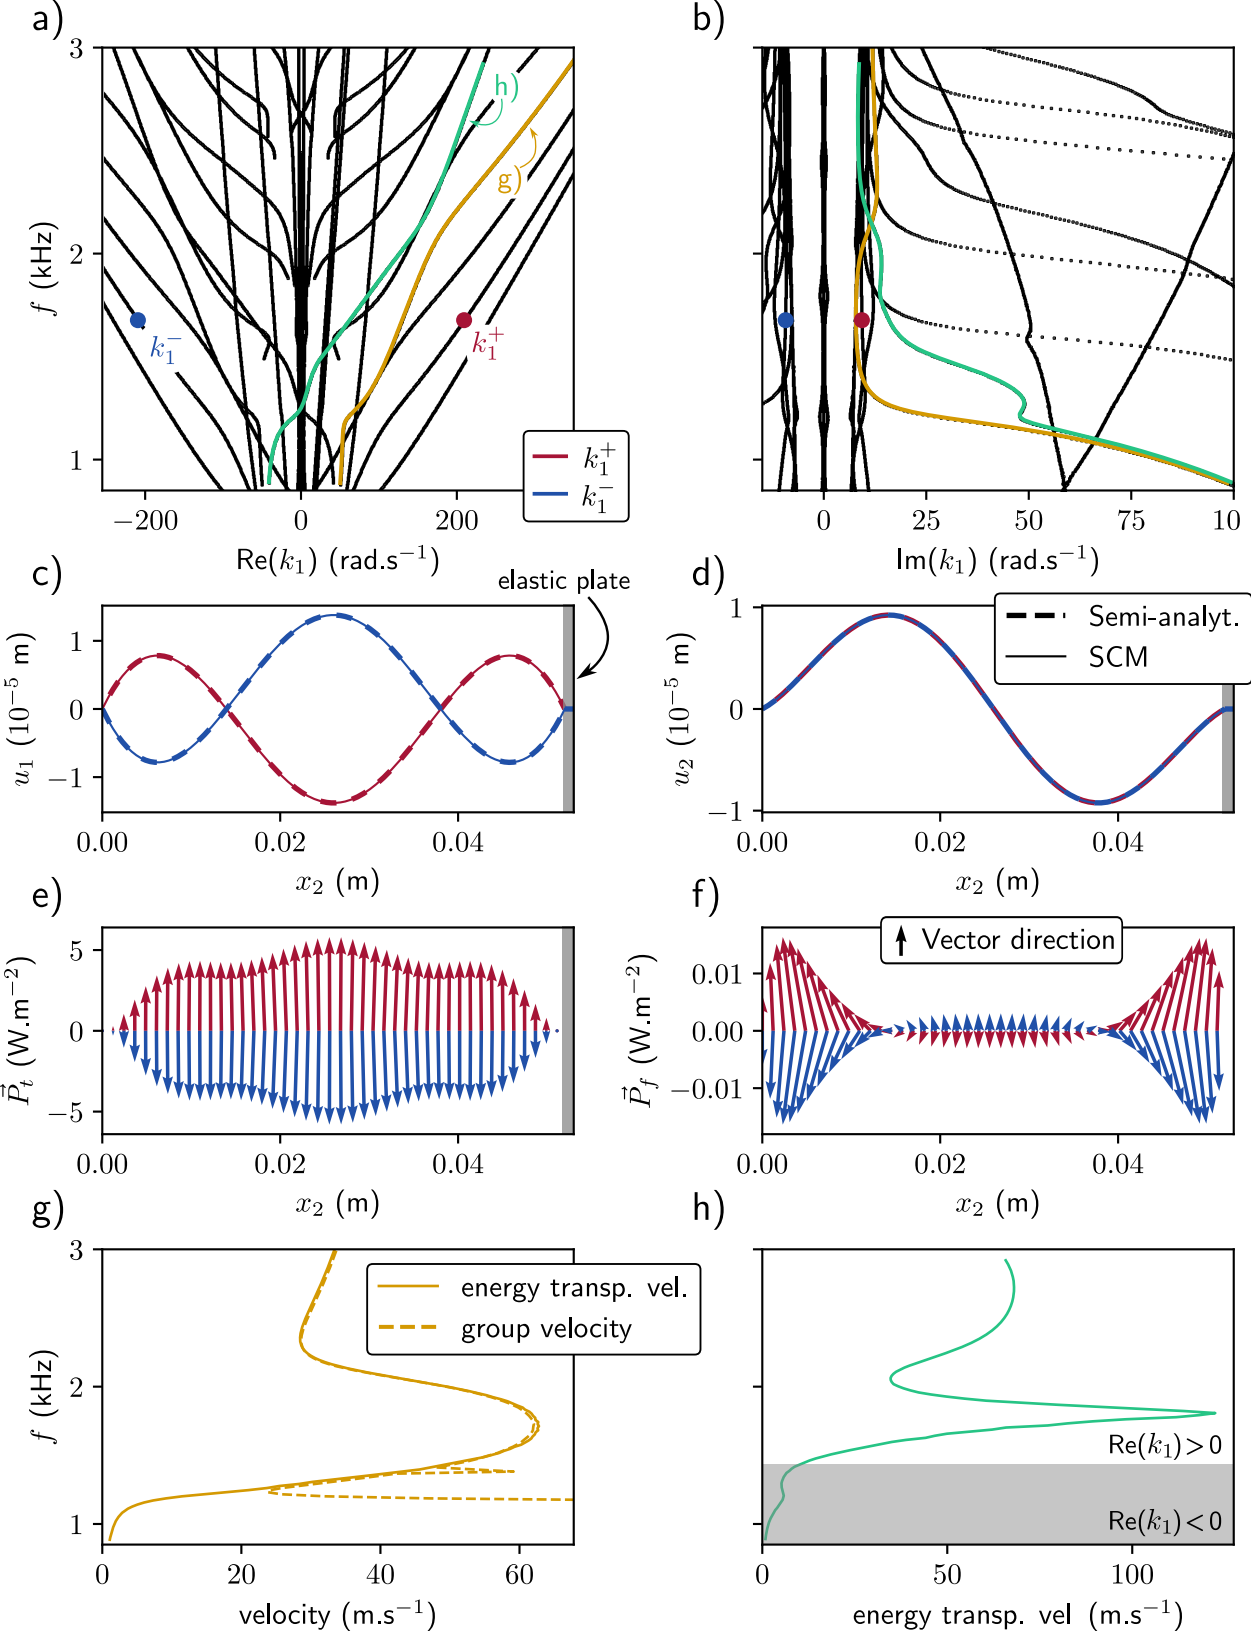 a)
b)
3
2
1
f (kHz)
h)
g)
k₁⁻
k₁⁺
k₁⁺
k₁⁻
−200
0
200
Re(k₁) (rad.s⁻¹)
0
25
50
75
10
Im(k₁) (rad.s⁻¹)
c)
elastic plate
d)
1
0
−1
u₁ (10⁻⁵ m)
0.00
0.02
0.04
x₂ (m)
1
0
−1
u₂ (10⁻⁵ m)
Semi-analyt.
SCM
0.00
0.02
0.04
x₂ (m)
e)
f)
5
0
−5
P⃗ₜ (W.m⁻²)
0.00
0.02
0.04
x₂ (m)
Vector direction
0.01
0.00
−0.01
P⃗_f (W.m⁻²)
0.00
0.02
0.04
x₂ (m)
g)
h)
3
2
1
f (kHz)
energy transp. vel.
group velocity
0
20
40
60
velocity (m.s⁻¹)
Re(k₁) > 0
Re(k₁) < 0
0
50
100
energy transp. vel (m.s⁻¹)